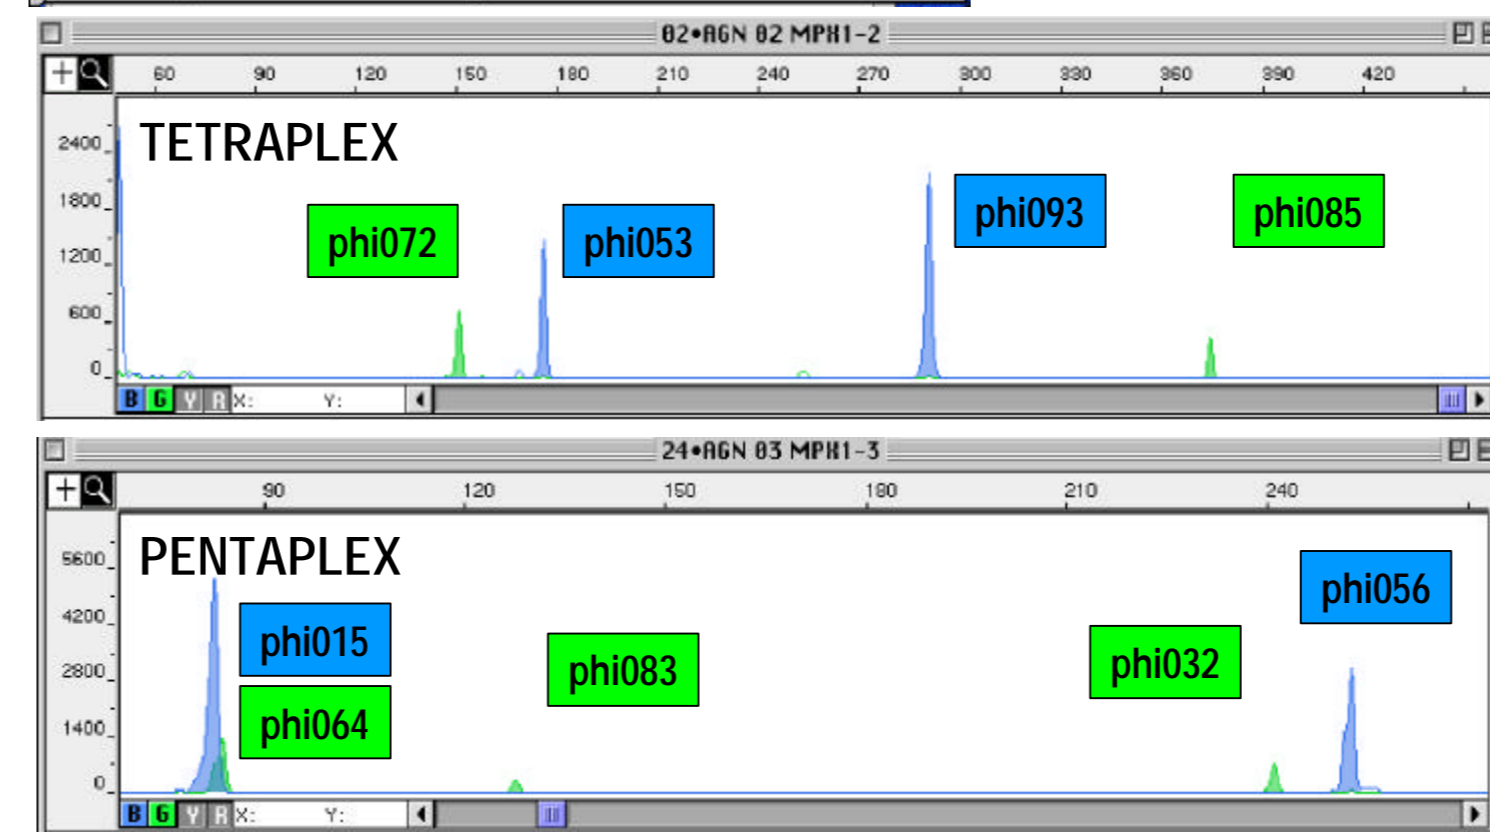 02•AGN 02 MPX1-2
60 90 120 150 180 210 240 270 300 330 360 390 420
TETRAPLEX
2400
1800
1200
600
0
phi072
phi053
phi093
phi085
B G Y R X: Y:
24•AGN 03 MPX1-3
90 120 150 180 210 240
PENTAPLEX
5600
4200
2800
1400
0
phi015
phi064
phi083
phi032
phi056
B G Y R X: Y: